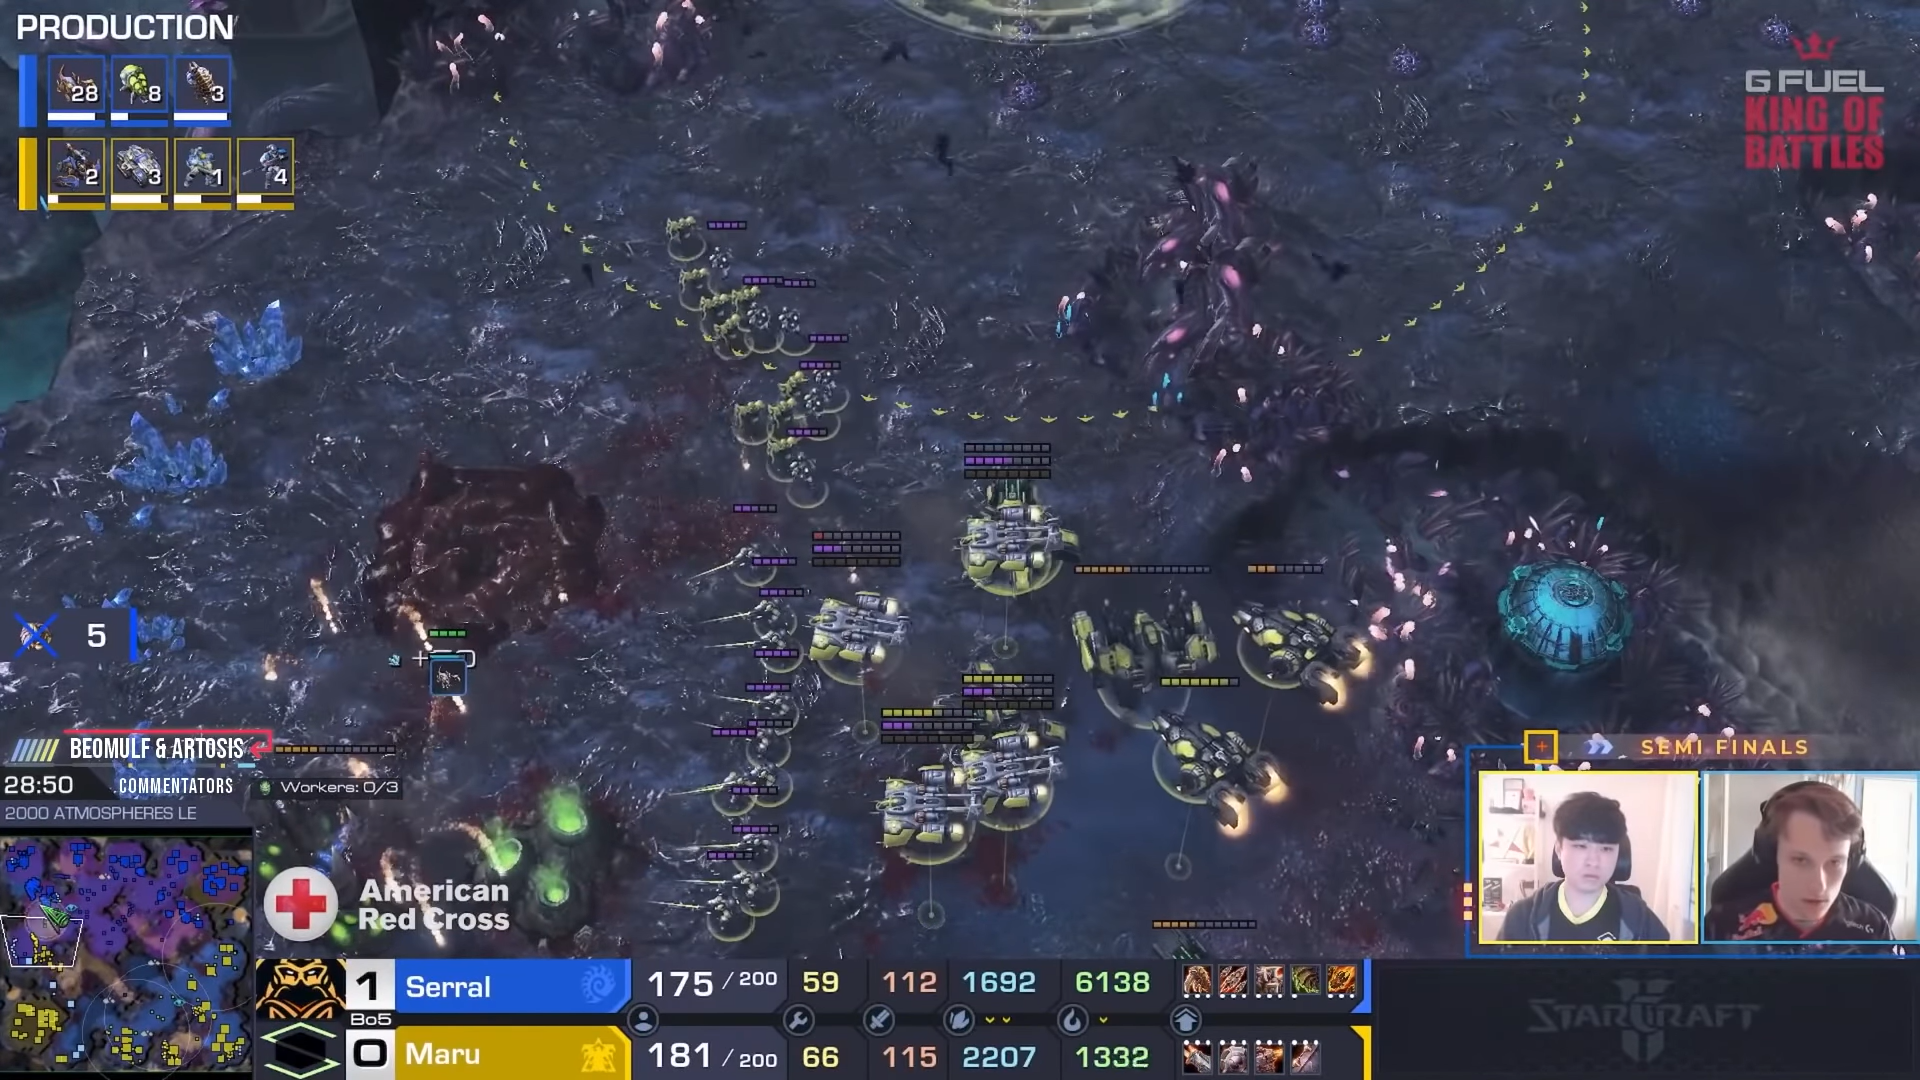 PRODUCTION
28 8 3
2 3 1 4
G FUEL
KING OF
BATTLES
5
BEOMULF & ARTOSIS
COMMENTATORS
28:50
Workers: 0/3
2000 ATMOSPHERES LE
American
Red Cross
SEMI FINALS
1 Serral 175 / 200 59 112 1692 6138
Bo5
0 Maru 181 / 200 66 115 2207 1332
STARCRAFT
II